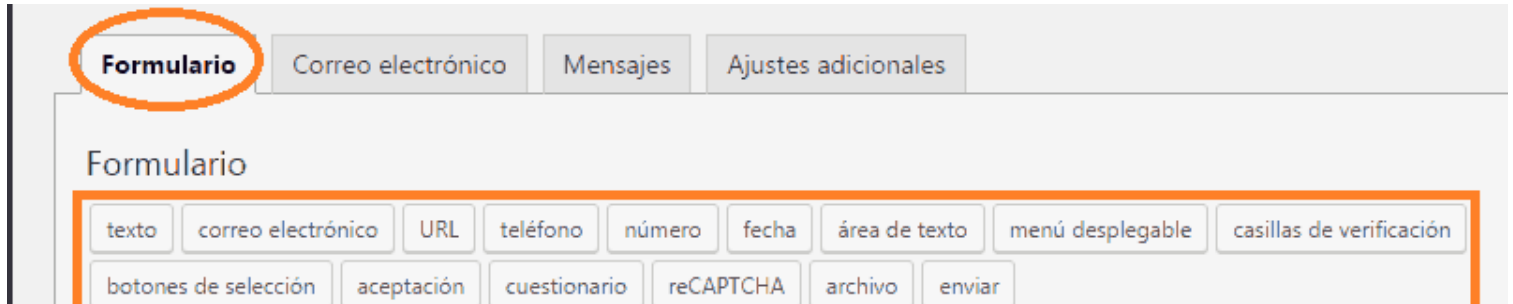 Formulario Correo electrónico Mensajes Ajustes adicionales
Formulario
texto correo electrónico URL teléfono número fecha área de texto menú desplegable casillas de verificación
botones de selección aceptación cuestionario reCAPTCHA archivo enviar